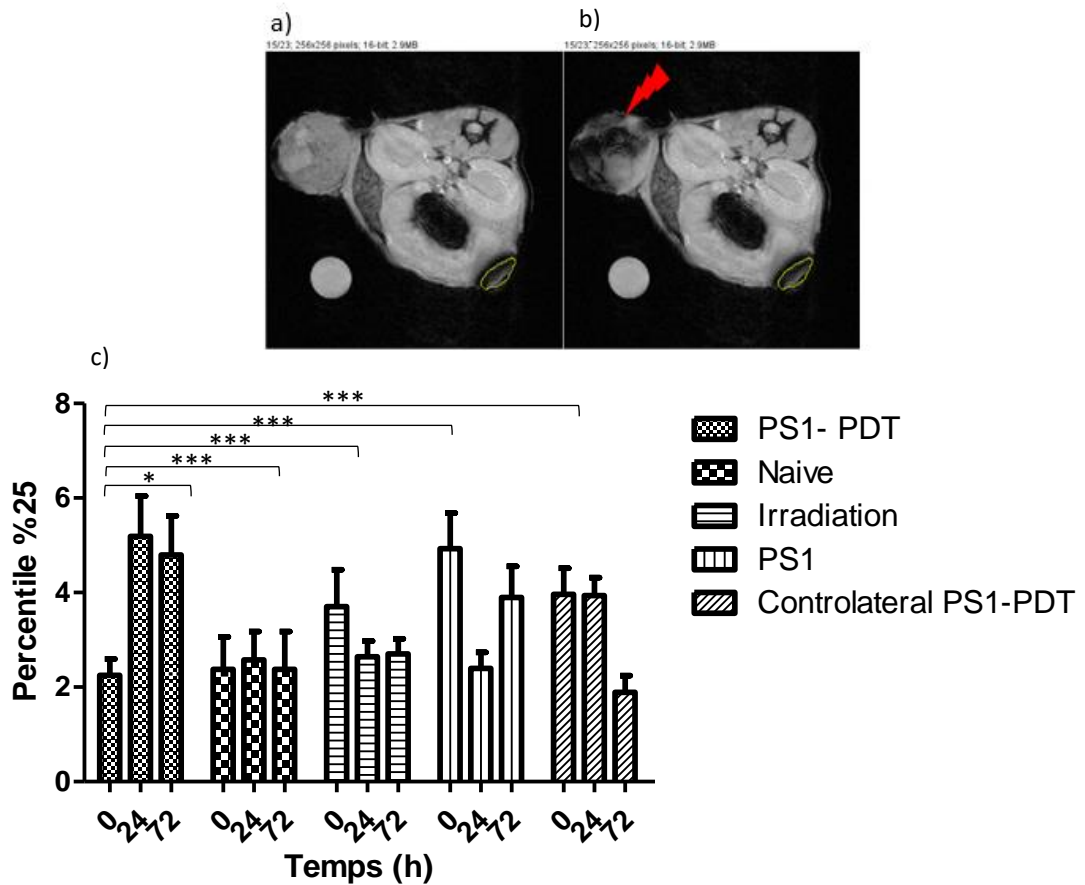 a)
b)
15/23; 256x256 pixels; 16-bit; 2.9MB
15/23; 256x256 pixels; 16-bit; 2.9MB
c)
***
***
***
***
*
8
6
4
2
0
Percentile %25
0 24 72
0 24 72
0 24 72
0 24 72
0 24 72
Temps (h)
PS1- PDT
Naive
Irradiation
PS1
Controlateral PS1-PDT